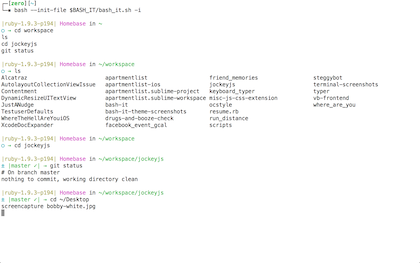 [zero][~]
bash --init-file $BASH_IT/bash_it.sh -i
|ruby-1.9.3-p194| Homebase in ~
○ → cd workspace
ls
cd jockeyjs
git status
|ruby-1.9.3-p194| Homebase in ~/workspace
○ → ls
Alcatraz apartmentlist friend_memories steggybot
AutolayoutCollectionViewIssue apartmentlist-ios jockeyjs terminal-screenshots
Contentment apartmentlist.sublime-project keyboard_typer typer
DynamicResizeUITextView apartmentlist.sublime-workspace misc-js-css-extension vb-frontend
JustANudge bash-it ocstyle where_are_you
TestupDefaults bash-it-theme-screenshots resume.rb
WhereTheHellAreYouiOS drugs-and-booze-check run_distance
XcodeDocExpander facebook_event_gcal scripts
|ruby-1.9.3-p194| Homebase in ~/workspace
○ → cd jockeyjs
|ruby-1.9.3-p194| Homebase in ~/workspace/jockeyjs
± |master ✓| → git status
# On branch master
nothing to commit, working directory clean
|ruby-1.9.3-p194| Homebase in ~/workspace/jockeyjs
± |master ✓| → cd ~/Desktop
screencapture bobby-white.jpg